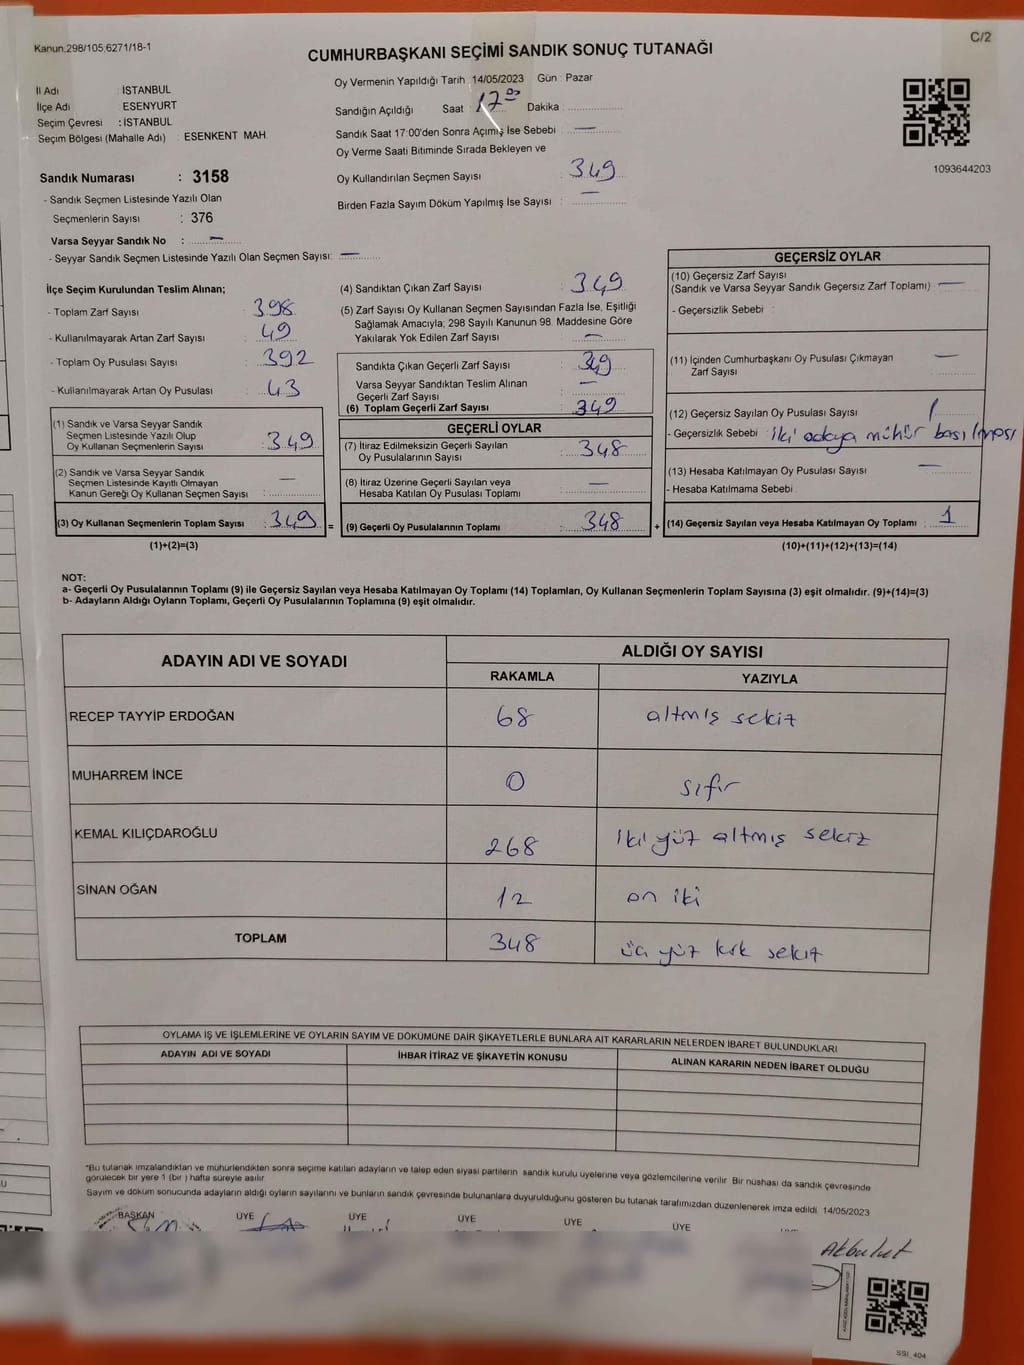 Kanun:298/105;6271/18-1
C/2
CUMHURBAŞKANI SEÇİMİ SANDIK SONUÇ TUTANAĞI
İl Adı : İSTANBUL
İlçe Adı : ESENYURT
Seçim Çevresi : İSTANBUL
Seçim Bölgesi (Mahalle Adı) : ESENKENT MAH.
Oy Vermenin Yapıldığı Tarih 14/05/2023 Gün : Pazar
Sandığın Açıldığı Saat : 17 00 Dakika :
Sandık Saat 17:00'den Sonra Açımış İse Sebebi : —
Oy Verme Saati Bitiminde Sırada Bekleyen ve
Oy Kullandırılan Seçmen Sayısı : 349
Birden Fazla Sayım Döküm Yapılmış İse Sayısı : —
1093644203
Sandık Numarası : 3158
- Sandık Seçmen Listesinde Yazılı Olan
Seçmenlerin Sayısı : 376
Varsa Seyyar Sandık No : —
- Seyyar Sandık Seçmen Listesinde Yazılı Olan Seçmen Sayısı: —
İlçe Seçim Kurulundan Teslim Alınan;
- Toplam Zarf Sayısı : 398
- Kullanılmayarak Artan Zarf Sayısı : 49
- Toplam Oy Pusulası Sayısı : 392
- Kullanılmayarak Artan Oy Pusulası : 43
(1) Sandık ve Varsa Seyyar Sandık
Seçmen Listesinde Yazılı Olup
Oy Kullanan Seçmenlerin Sayısı : 349
(2) Sandık ve Varsa Seyyar Sandık
Seçmen Listesinde Kayıtlı Olmayan
Kanun Gereği Oy Kullanan Seçmen Sayısı : —
(3) Oy Kullanan Seçmenlerin Toplam Sayısı : 349 =
(1)+(2)=(3)
(4) Sandıktan Çıkan Zarf Sayısı : 349
(5) Zarf Sayısı Oy Kullanan Seçmen Sayısından Fazla İse, Eşitliği
Sağlamak Amacıyla; 298 Sayılı Kanunun 98. Maddesine Göre
Yakılarak Yok Edilen Zarf Sayısı : —
Sandıkta Çıkan Geçerli Zarf Sayısı : 349
Varsa Seyyar Sandıktan Teslim Alınan
Geçerli Zarf Sayısı : —
(6) Toplam Geçerli Zarf Sayısı : 349
GEÇERLİ OYLAR
(7) İtiraz Edilmeksizin Geçerli Sayılan
Oy Pusulalarının Sayısı : 348
(8) İtiraz Üzerine Geçerli Sayılan veya
Hesaba Katılan Oy Pusulası Toplamı : —
(9) Geçerli Oy Pusulalarının Toplamı : 348 +
GEÇERSİZ OYLAR
(10) Geçersiz Zarf Sayısı
(Sandık ve Varsa Seyyar Sandık Geçersiz Zarf Toplamı) : —
- Geçersizlik Sebebi :
(11) İçinden Cumhurbaşkanı Oy Pusulası Çıkmayan
Zarf Sayısı : —
(12) Geçersiz Sayılan Oy Pusulası Sayısı : 1
- Geçersizlik Sebebi : iki adaya mühür basılması
(13) Hesaba Katılmayan Oy Pusulası Sayısı : —
- Hesaba Katılmama Sebebi :
(14) Geçersiz Sayılan veya Hesaba Katılmayan Oy Toplamı : 1
(10)+(11)+(12)+(13)=(14)
NOT:
a- Geçerli Oy Pusulalarının Toplamı (9) ile Geçersiz Sayılan veya Hesaba Katılmayan Oy Toplamı (14) Toplamları, Oy Kullanan Seçmenlerin Toplam Sayısına (3) eşit olmalıdır. (9)+(14)=(3)
b- Adayların Aldığı Oyların Toplamı, Geçerli Oy Pusulalarının Toplamına (9) eşit olmalıdır.
ADAYIN ADI VE SOYADI ALDIĞI OY SAYISI
RAKAMLA YAZIYLA
RECEP TAYYİP ERDOĞAN 68 altmış sekiz
MUHARREM İNCE 0 sıfır
KEMAL KILIÇDAROĞLU 268 iki yüz altmış sekiz
SİNAN OĞAN 12 on iki
TOPLAM 348 üç yüz kırk sekiz
OYLAMA İŞ VE İŞLEMLERİNE VE OYLARIN SAYIM VE DÖKÜMÜNE DAİR ŞİKAYETLERLE BUNLARA AİT KARARLARIN NELERDEN İBARET BULUNDUKLARI
ADAYIN ADI VE SOYADI İHBAR İTİRAZ VE ŞİKAYETİN KONUSU ALINAN KARARIN NEDEN İBARET OLDUĞU
*Bu tutanak imzalandıktan ve mühürlendikten sonra seçime katılan adayların ve talep eden siyasi partilerin sandık kurulu üyelerine veya gözlemcilerine verilir. Bir nüshası da sandık çevresinde
görülecek bir yere 1 (bir) hafta süreyle asılır
Sayım ve döküm sonucunda adayların aldığı oyların sayılarını ve bunların sandık çevresinde bulunanlara duyurulduğunu gösteren bu tutanak tarafımızdan düzenlenerek imza edildi. 14/05/2023
BAŞKAN ÜYE ÜYE ÜYE ÜYE ÜYE
Akbulut
SSI_404